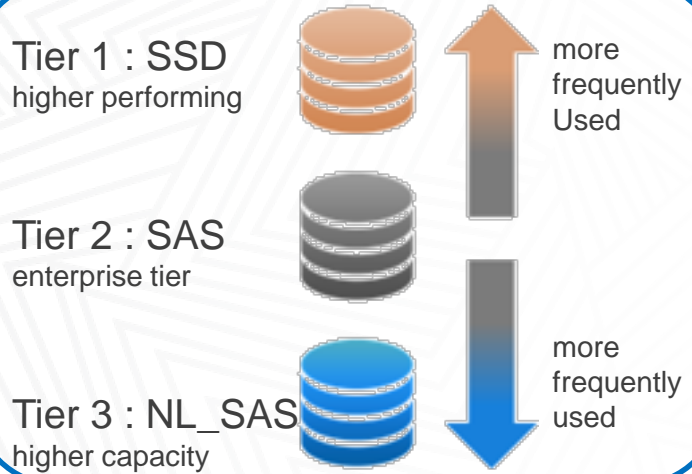 Tier 1 : SSD
higher performing
more
frequently
Used
Tier 2 : SAS
enterprise tier
Tier 3 : NL_SAS
higher capacity
more
frequently
used